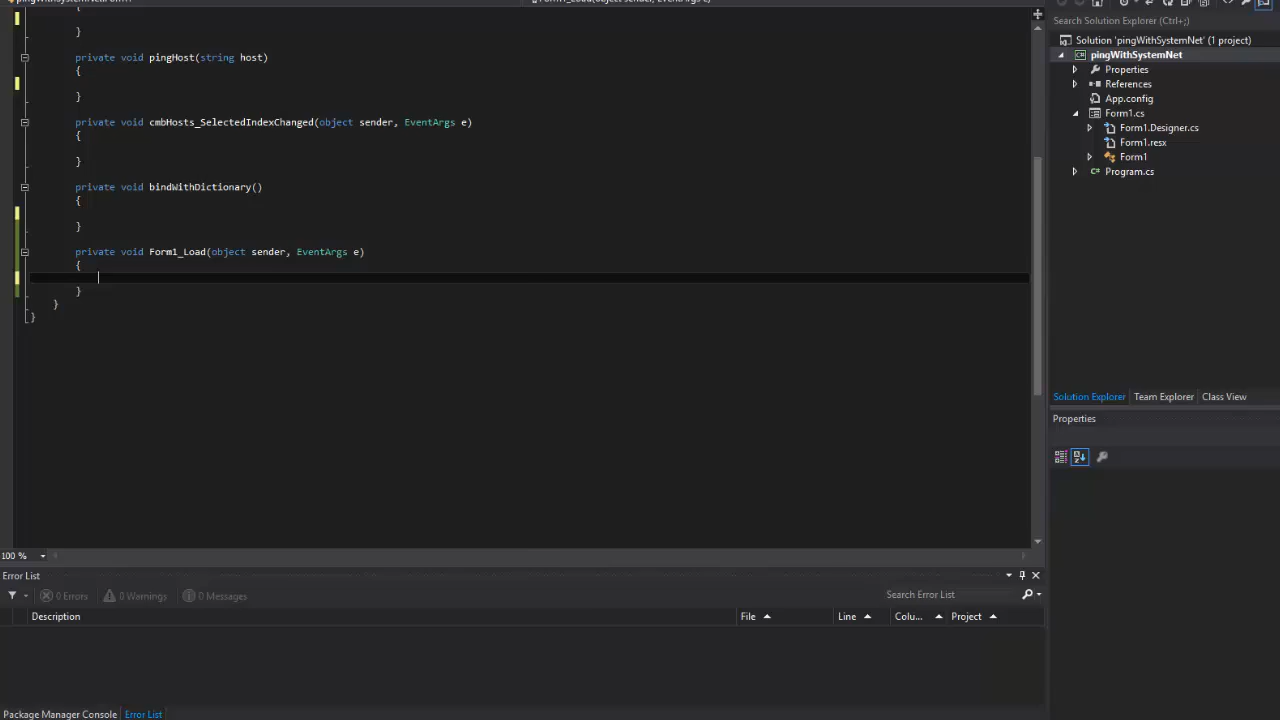 {
}
private void pingHost(string host)
{
}
private void cmbHosts_SelectedIndexChanged(object sender, EventArgs e)
{
}
private void bindWithDictionary()
{
}
private void Form1_Load(object sender, EventArgs e)
{
}
}
}
100 %
Search Solution Explorer (Ctrl+;)
Solution 'pingWithSystemNet' (1 project)
pingWithSystemNet
Properties
References
App.config
Form1.cs
Form1.Designer.cs
Form1.resx
Form1
Program.cs
Solution Explorer Team Explorer Class View
Properties
Error List
0 Errors 0 Warnings 0 Messages Search Error List
Description File Line Colu... Project
Package Manager Console Error List